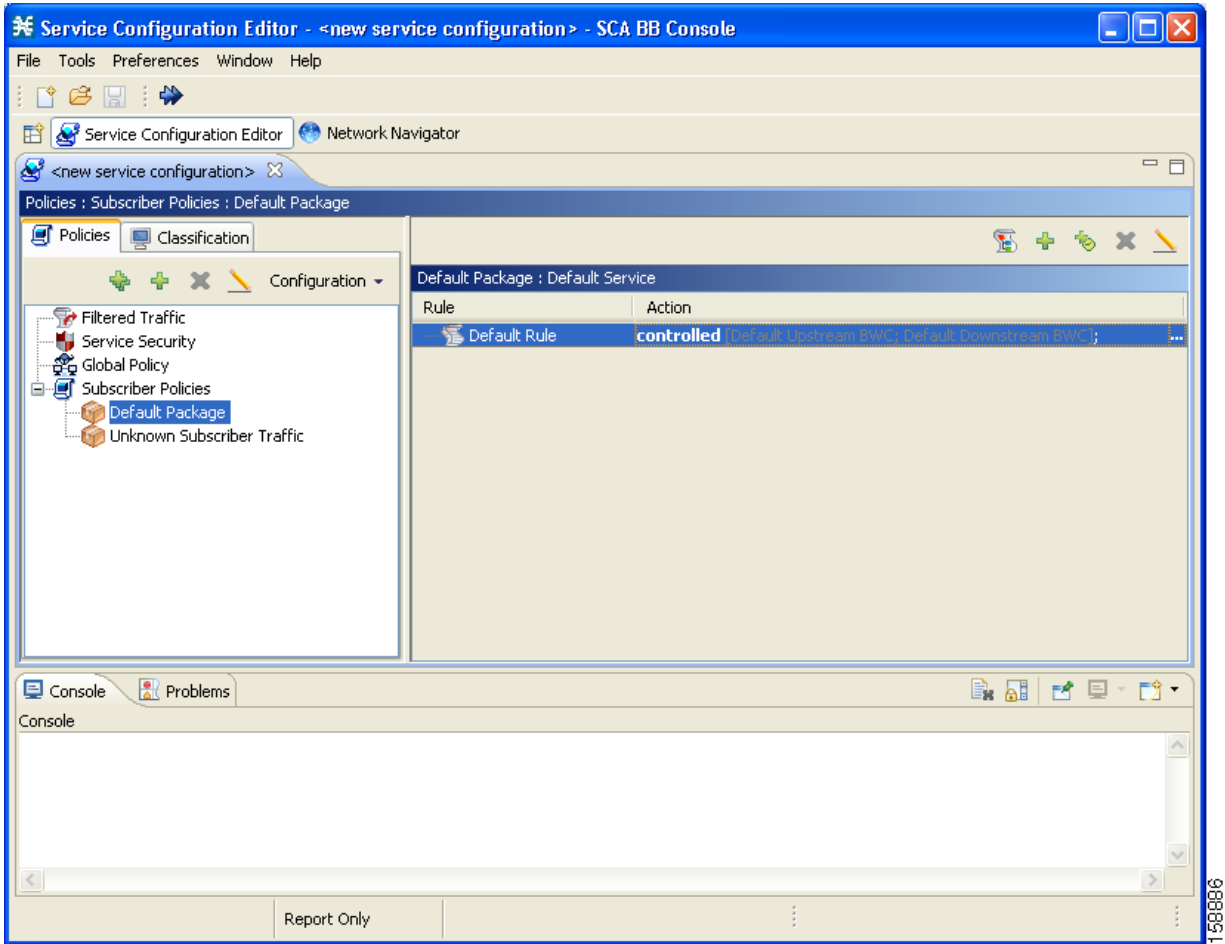 Service Configuration Editor - <new service configuration> - SCA BB Console
File Tools Preferences Window Help
Service Configuration Editor Network Navigator
<new service configuration>
Policies : Subscriber Policies : Default Package
Policies Classification
Configuration
Filtered Traffic
Service Security
Global Policy
Subscriber Policies
Default Package
Unknown Subscriber Traffic
Default Package : Default Service
Rule Action
Default Rule controlled [Default Upstream BWC; Default Downstream BWC]; ...
Console Problems
Console
Report Only
158886